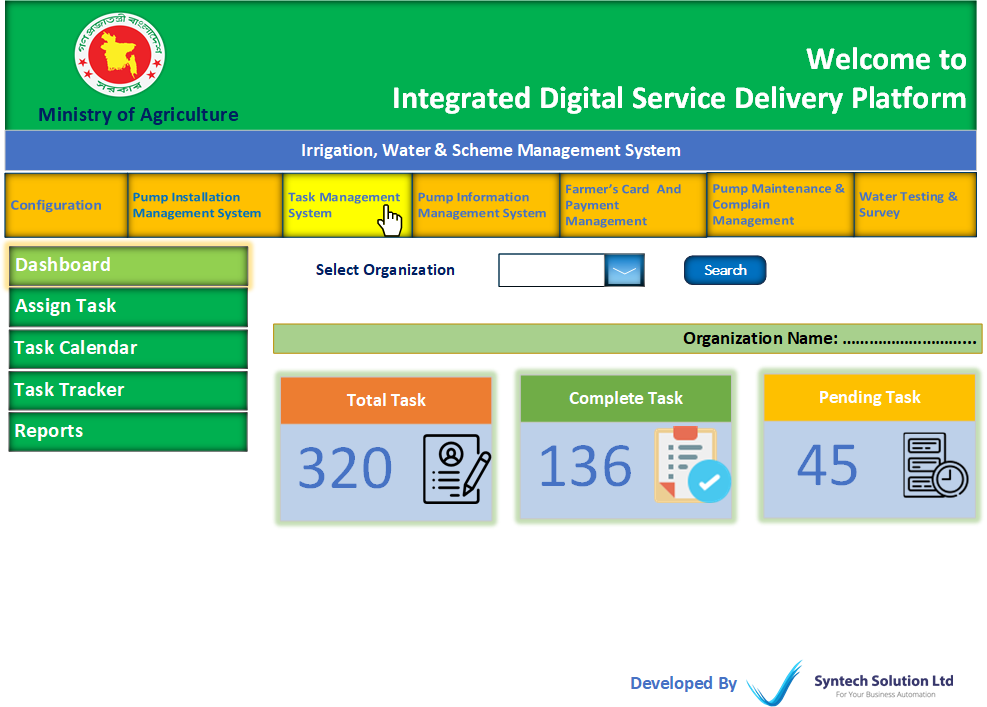 গণপ্রজাতন্ত্রী বাংলাদেশ
সরকার
Ministry of Agriculture
Welcome to
Integrated Digital Service Delivery Platform
Irrigation, Water & Scheme Management System
Configuration
Pump Installation
Management System
Task Management
System
Pump Information
Management System
Farmer's Card And
Payment
Management
Pump Maintenance &
Complain
Management
Water Testing &
Survey
Dashboard
Assign Task
Task Calendar
Task Tracker
Reports
Select Organization
Search
Organization Name: ..............................
Total Task
320
Complete Task
136
Pending Task
45
Developed By
Syntech Solution Ltd
For Your Business Automation